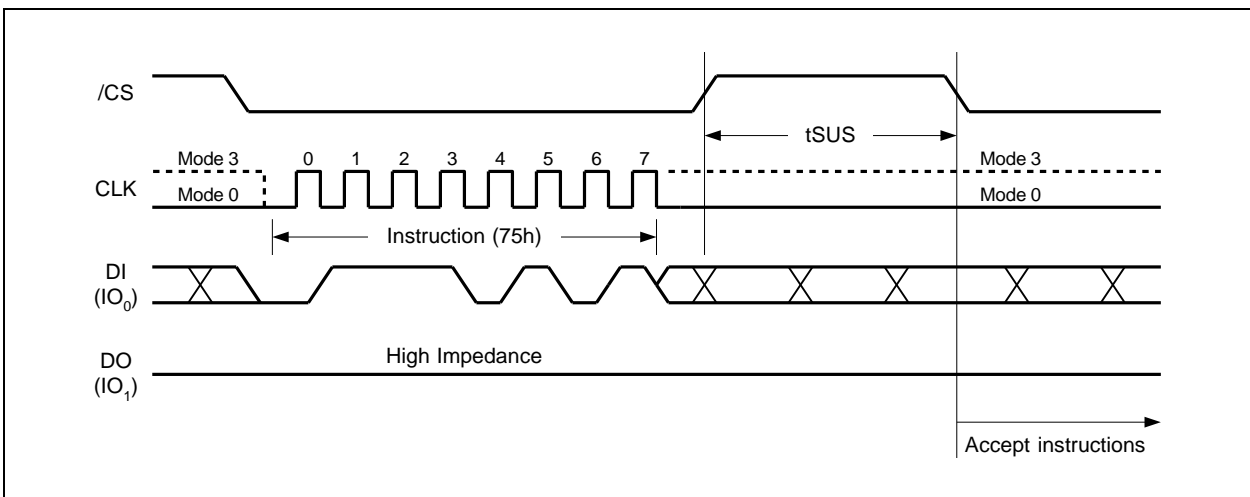 /CS
tSUS
Mode 3 0 1 2 3 4 5 6 7 Mode 3
CLK
Mode 0 Mode 0
Instruction (75h)
DI
(IO₀)
High Impedance
DO
(IO₁)
Accept instructions